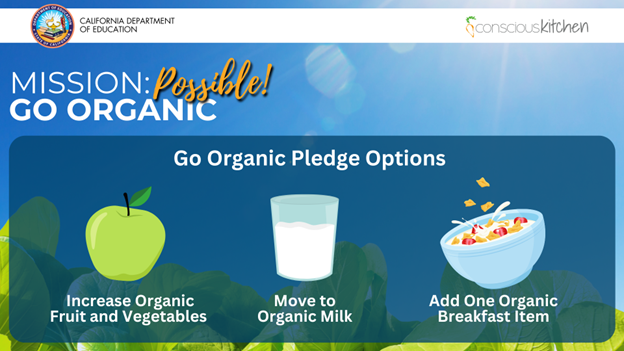 CALIFORNIA DEPARTMENT
OF EDUCATION
consciouskitchen
MISSION: Possible!
GO ORGANIC
Go Organic Pledge Options
Increase Organic
Fruit and Vegetables
Move to
Organic Milk
Add One Organic
Breakfast Item